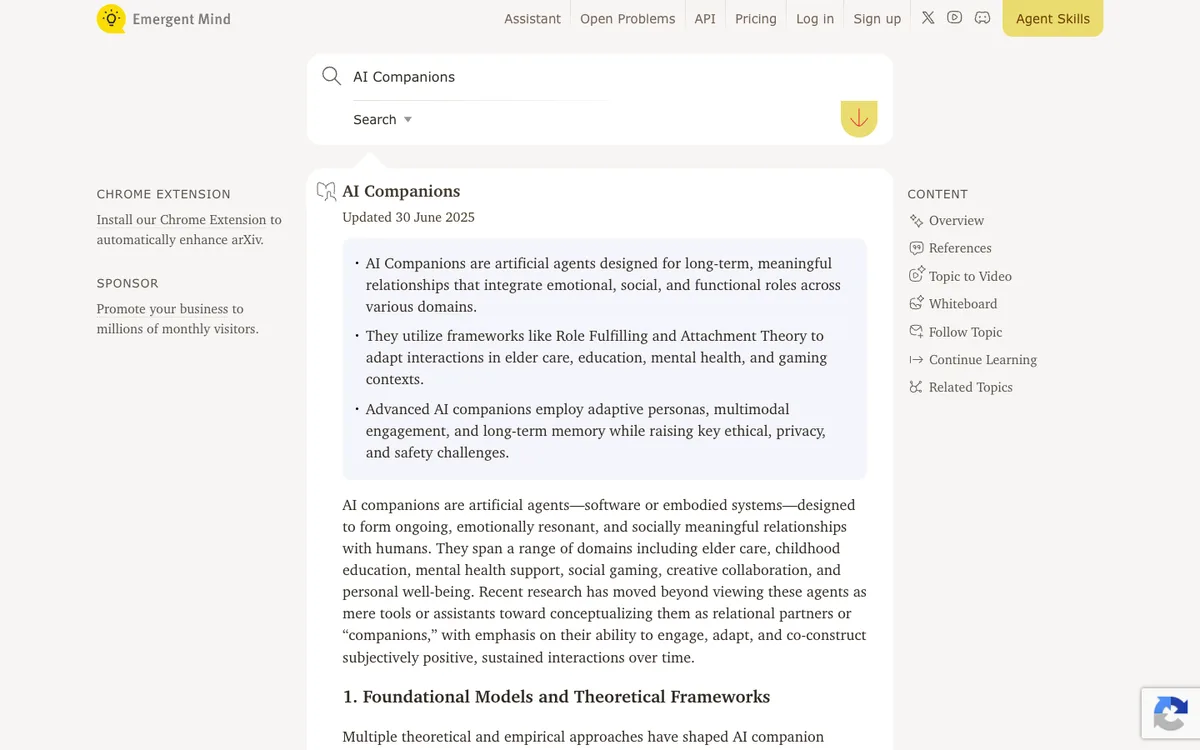 Emergent Mind
Assistant
Open Problems
API
Pricing
Log in
Sign up
Agent Skills
AI Companions
Search
CHROME EXTENSION
Install our Chrome Extension to
automatically enhance arXiv.
SPONSOR
Promote your business to
millions of monthly visitors.
AI Companions
Updated 30 June 2025
· AI Companions are artificial agents designed for long-term, meaningful
relationships that integrate emotional, social, and functional roles across
various domains.
· They utilize frameworks like Role Fulfilling and Attachment Theory to
adapt interactions in elder care, education, mental health, and gaming
contexts.
· Advanced AI companions employ adaptive personas, multimodal
engagement, and long-term memory while raising key ethical, privacy,
and safety challenges.
AI companions are artificial agents—software or embodied systems—designed
to form ongoing, emotionally resonant, and socially meaningful relationships
with humans. They span a range of domains including elder care, childhood
education, mental health support, social gaming, creative collaboration, and
personal well-being. Recent research has moved beyond viewing these agents as
mere tools or assistants toward conceptualizing them as relational partners or
“companions,” with emphasis on their ability to engage, adapt, and co-construct
subjectively positive, sustained interactions over time.
1. Foundational Models and Theoretical Frameworks
Multiple theoretical and empirical approaches have shaped AI companion
CONTENT
Overview
References
Topic to Video
Whiteboard
Follow Topic
Continue Learning
Related Topics